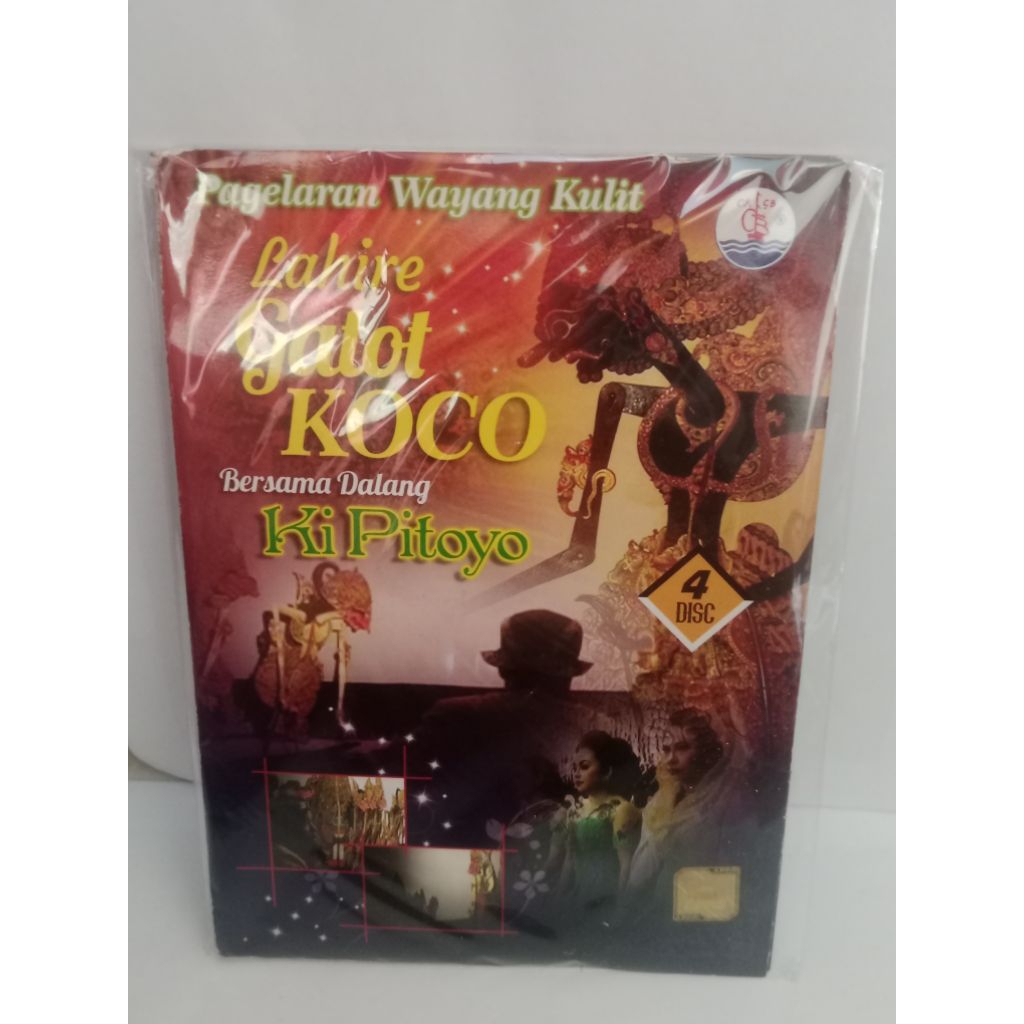 Pagelaran Wayang Kulit
Lahire
Gatot
KOCO
Bersama Dalang
Ki Pitoyo
4
DISC